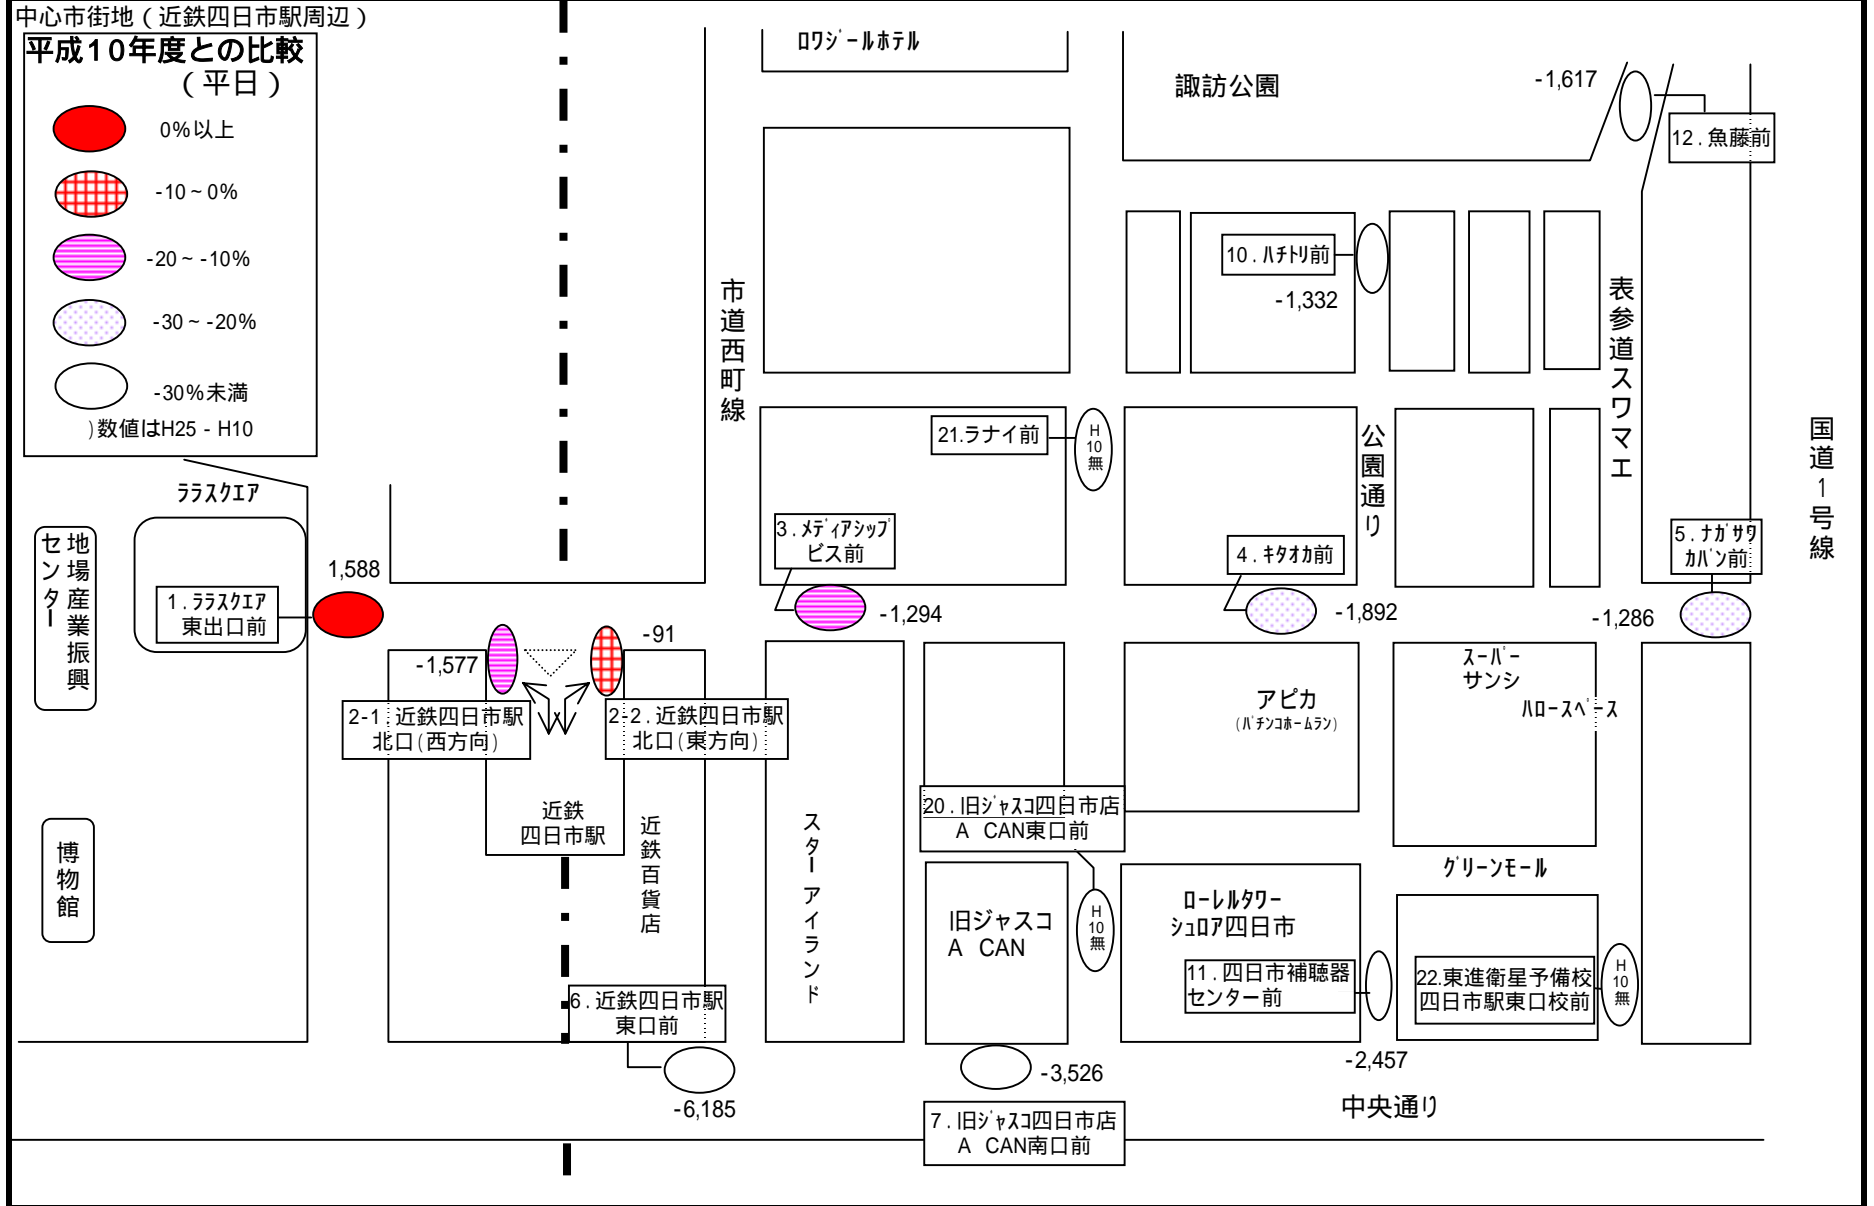 中心市街地（近鉄四日市駅周辺）
平成10年度との比較
（平日）
0%以上
-10～0%
-20～-10%
-30～-20%
-30%未満
）数値はH25 - H10
ﾛﾜｼﾞｰﾙﾎﾃﾙ
諏訪公園
-1,617
12．魚藤前
10．ﾊﾁﾄﾘ前
-1,332
市道西町線
表参道スワマエ
国道1号線
公園通り
21.ラナイ前
H
10
無
ﾗﾗｽｸｴｱ
地場産業振興
センター
1．ﾗﾗｽｸｴｱ
東出口前
1,588
3．ﾒﾃﾞｨｱｼｯﾌﾟ
ビス前
-1,294
4．ｷﾀｵｶ前
-1,892
5．ﾅｶﾞｻﾜ
ｶﾊﾞﾝ前
-1,286
-1,577
-91
2-1．近鉄四日市駅
北口(西方向)
2-2．近鉄四日市駅
北口(東方向)
近鉄
四日市駅
近鉄百貨店
博物館
スターアイランド
アピカ
(ﾊﾟﾁﾝｺﾎｰﾑﾗﾝ)
ｽｰﾊﾟｰ
サンシ
ﾊﾛｰｽﾍﾟｰｽ
20．旧ｼﾞｬｽｺ四日市店
A CAN東口前
旧ジャスコ
A CAN
H
10
無
ﾛｰﾚﾙﾀﾜｰ
ｼｭﾛｱ四日市
ｸﾞﾘｰﾝﾓｰﾙ
11．四日市補聴器
センター前
22.東進衛星予備校
四日市駅東口校前
H
10
無
6．近鉄四日市駅
東口前
-6,185
-3,526
-2,457
7．旧ｼﾞｬｽｺ四日市店
A CAN南口前
中央通り